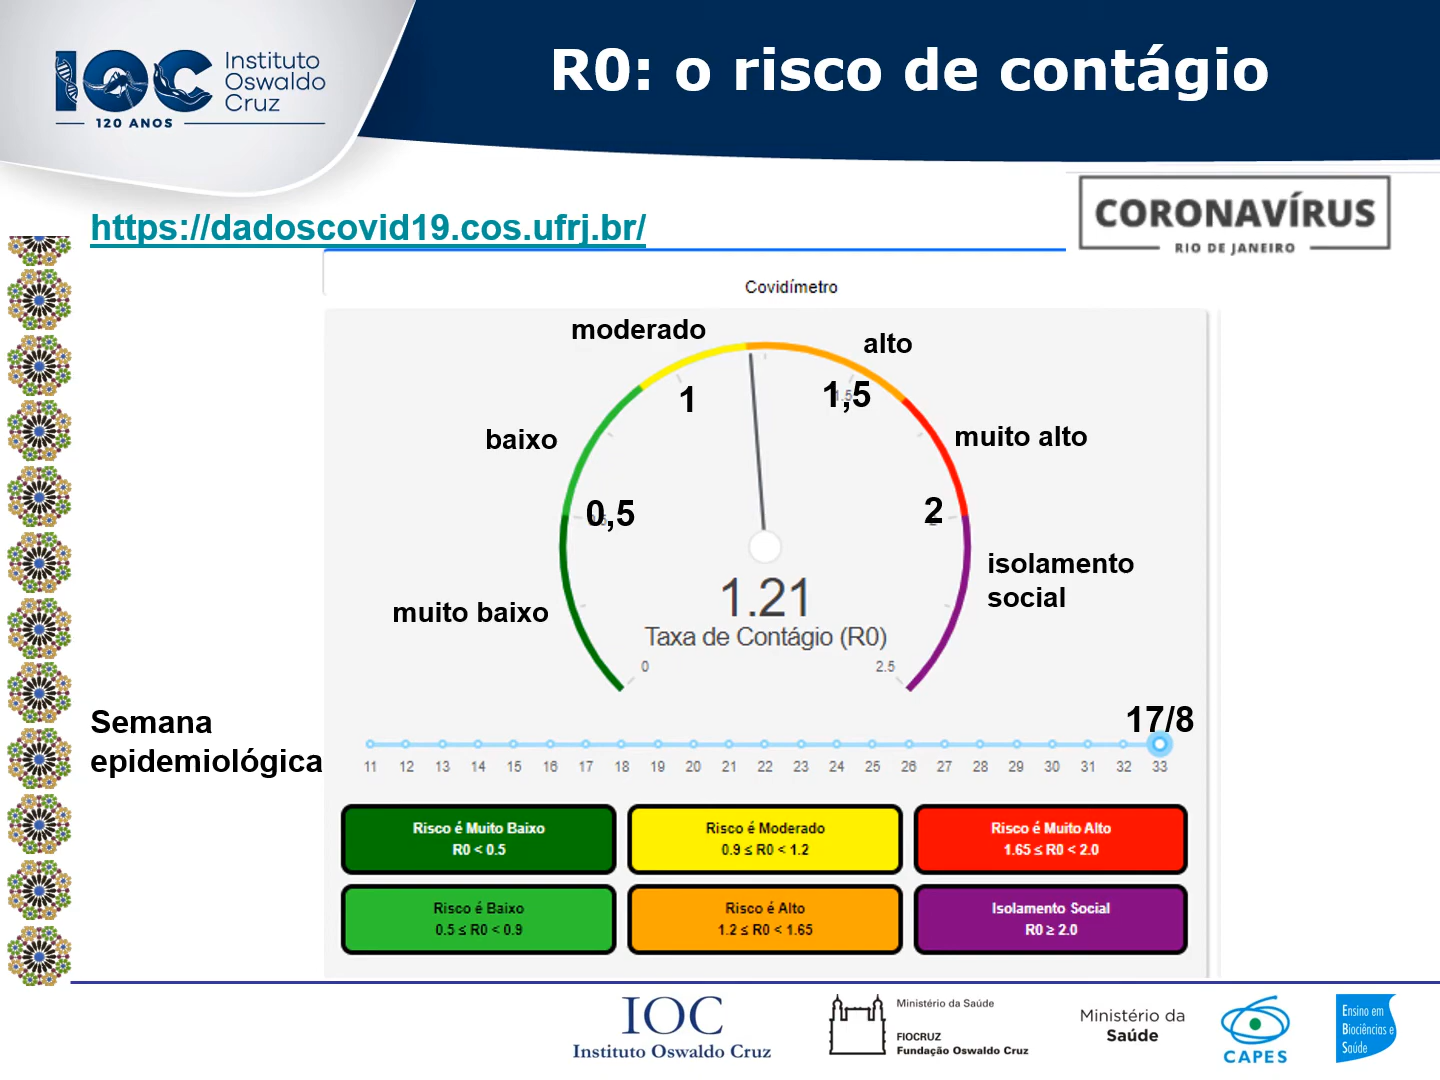 IOC
Instituto
Oswaldo
Cruz
120 ANOS
R0: o risco de contágio
https://dadoscovid19.cos.ufrj.br/
CORONAVÍRUS
RIO DE JANEIRO
Covidímetro
moderado
alto
1
1,5
baixo
muito alto
0,5
2
isolamento
social
muito baixo
1.21
Taxa de Contágio (R0)
0
2.5
Semana
epidemiológica
17/8
11 12 13 14 15 16 17 18 19 20 21 22 23 24 25 26 27 28 29 30 31 32 33
Risco é Muito Baixo
R0 < 0.5
Risco é Moderado
0.9 ≤ R0 < 1.2
Risco é Muito Alto
1.65 ≤ R0 < 2.0
Risco é Baixo
0.5 ≤ R0 < 0.9
Risco é Alto
1.2 ≤ R0 < 1.65
Isolamento Social
R0 ≥ 2.0
IOC
Instituto Oswaldo Cruz
Ministério da Saúde
FIOCRUZ
Fundação Oswaldo Cruz
Ministério da
Saúde
CAPES
Ensino em
Biociências e
Saúde